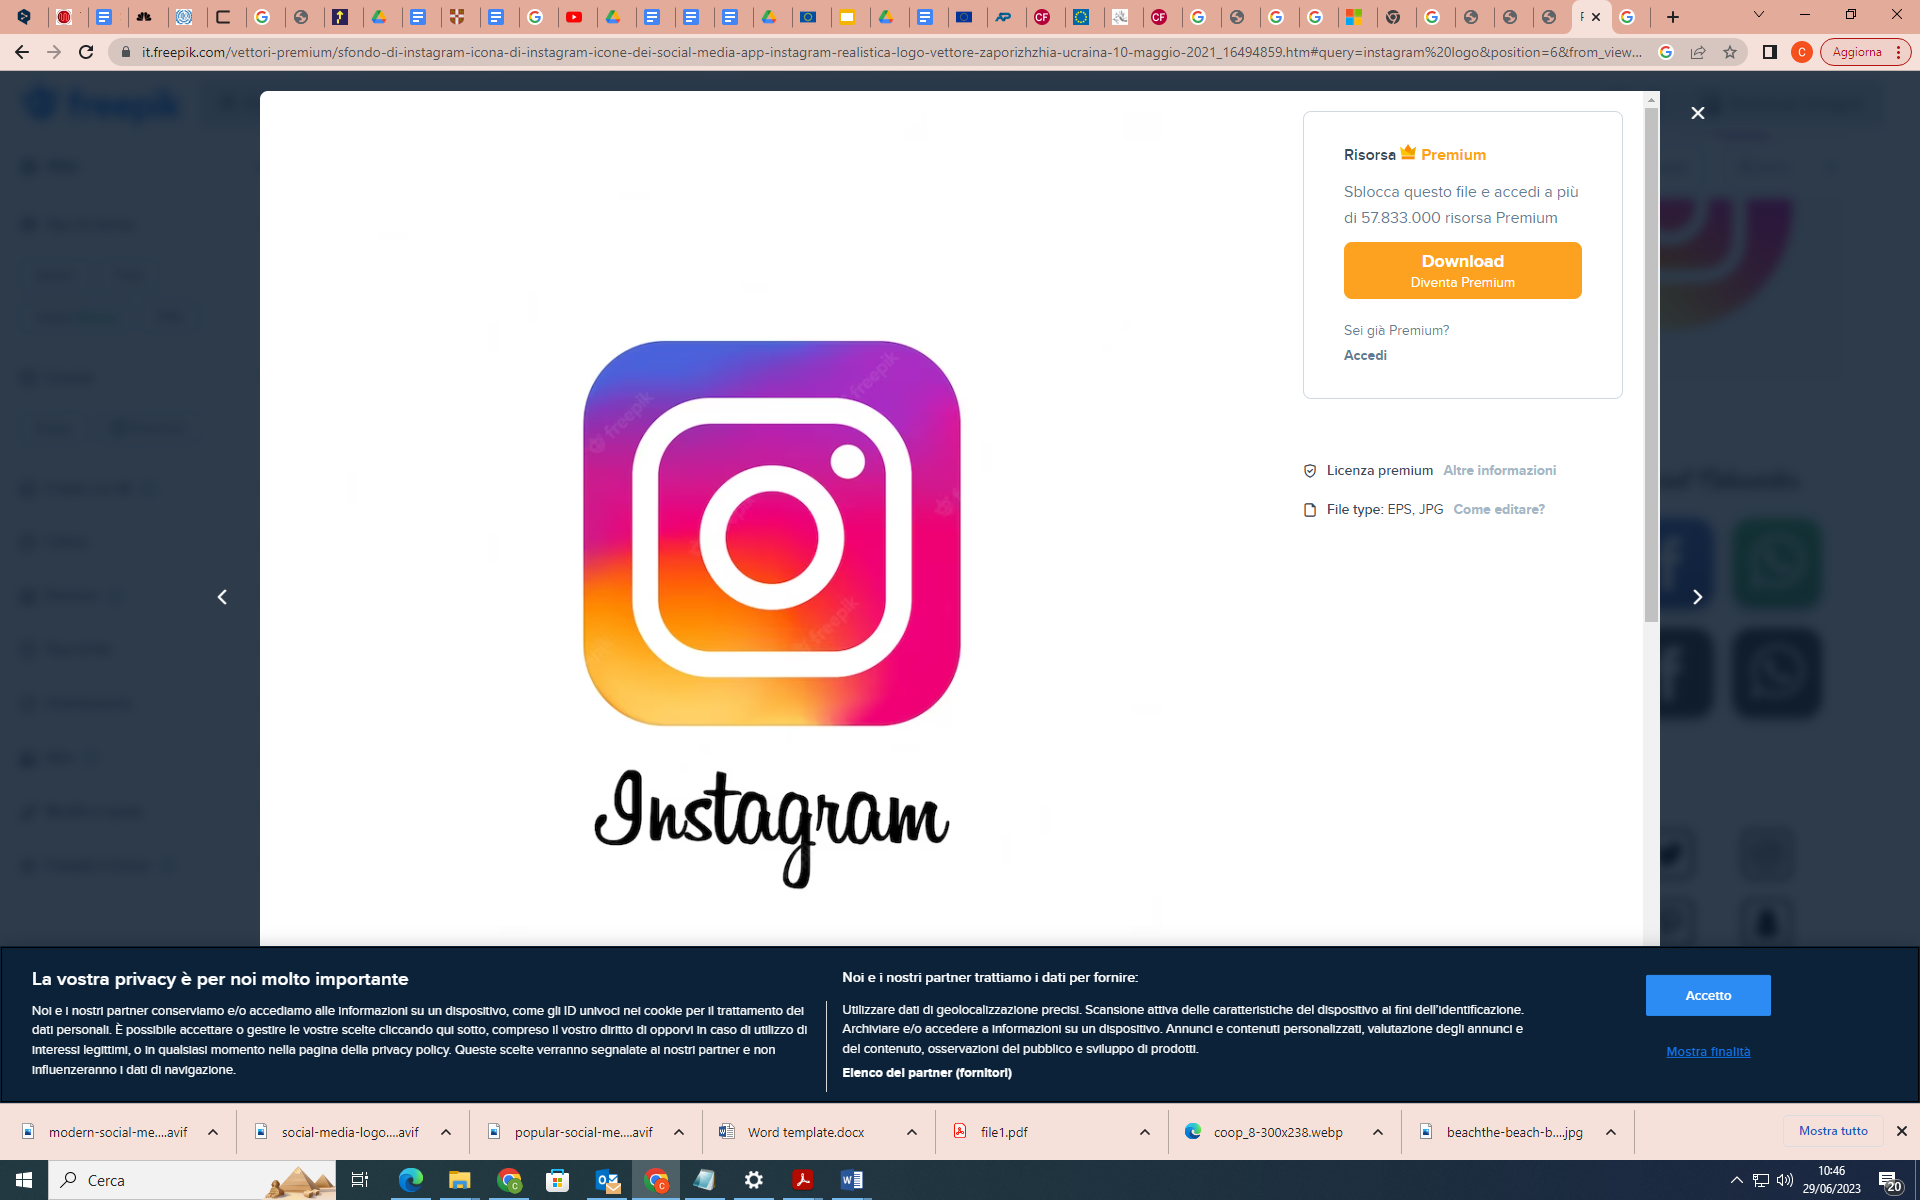 it.freepik.com/vettori-premium/sfondo-di-instagram-icona-di-instagram-icone-dei-social-media-app-instagram-realistica-logo-vettore-zaporizhzhia-ucraina-10-maggio-2021_16494859.htm#query=instagram%20logo&position=6&from_view...
Aggiorna
freepik
Risorsa Premium
Sblocca questo file e accedi a più
di 57.833.000 risorsa Premium
Download
Diventa Premium
Sei già Premium?
Accedi
Licenza premium Altre informazioni
File type: EPS, JPG Come editare?
freepik
freepik
freepik
Instagram
La vostra privacy è per noi molto importante
Noi e i nostri partner conserviamo e/o accediamo alle informazioni su un dispositivo, come gli ID univoci nei cookie per il trattamento dei
dati personali. È possibile accettare o gestire le vostre scelte cliccando qui sotto, compreso il vostro diritto di opporvi in caso di utilizzo di
interessi legittimi, o in qualsiasi momento nella pagina della privacy policy. Queste scelte verranno segnalate ai nostri partner e non
influenzeranno i dati di navigazione.
Noi e i nostri partner trattiamo i dati per fornire:
Utilizzare dati di geolocalizzazione precisi. Scansione attiva delle caratteristiche del dispositivo ai fini dell'identificazione.
Archiviare e/o accedere a informazioni su un dispositivo. Annunci e contenuti personalizzati, valutazione degli annunci e
del contenuto, osservazioni del pubblico e sviluppo di prodotti.
Elenco dei partner (fornitori)
Accetto
Mostra finalità
modern-social-me....avif
social-media-logo....avif
popular-social-me....avif
Word template.docx
file1.pdf
coop_8-300x238.webp
beachthe-beach-b....jpg
Mostra tutto
Cerca
10:46
29/06/2023
20